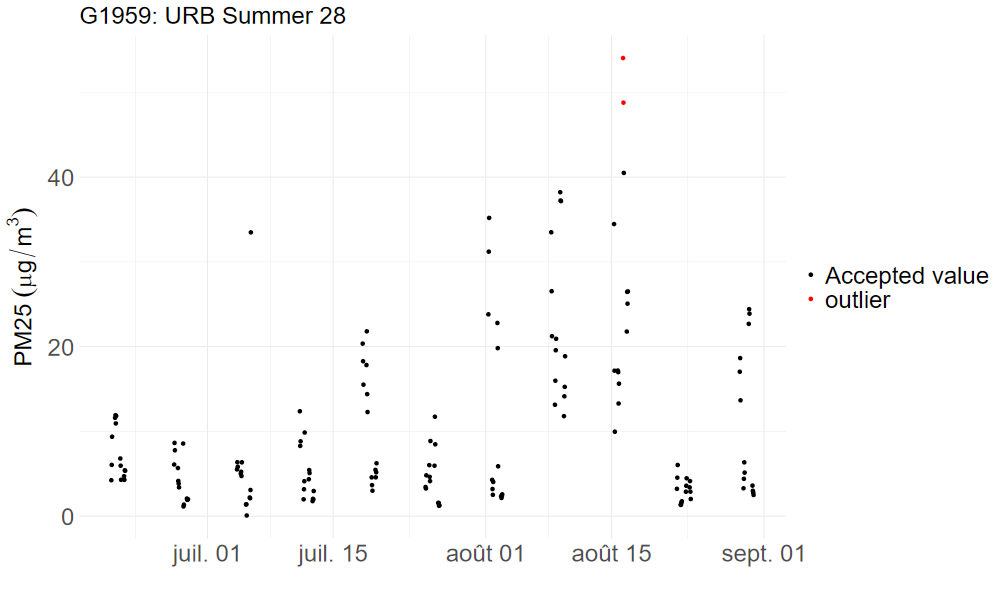 G1959: URB Summer 28
PM25 (μg/m³)
40
20
0
juil. 01
juil. 15
août 01
août 15
sept. 01
Accepted value
outlier